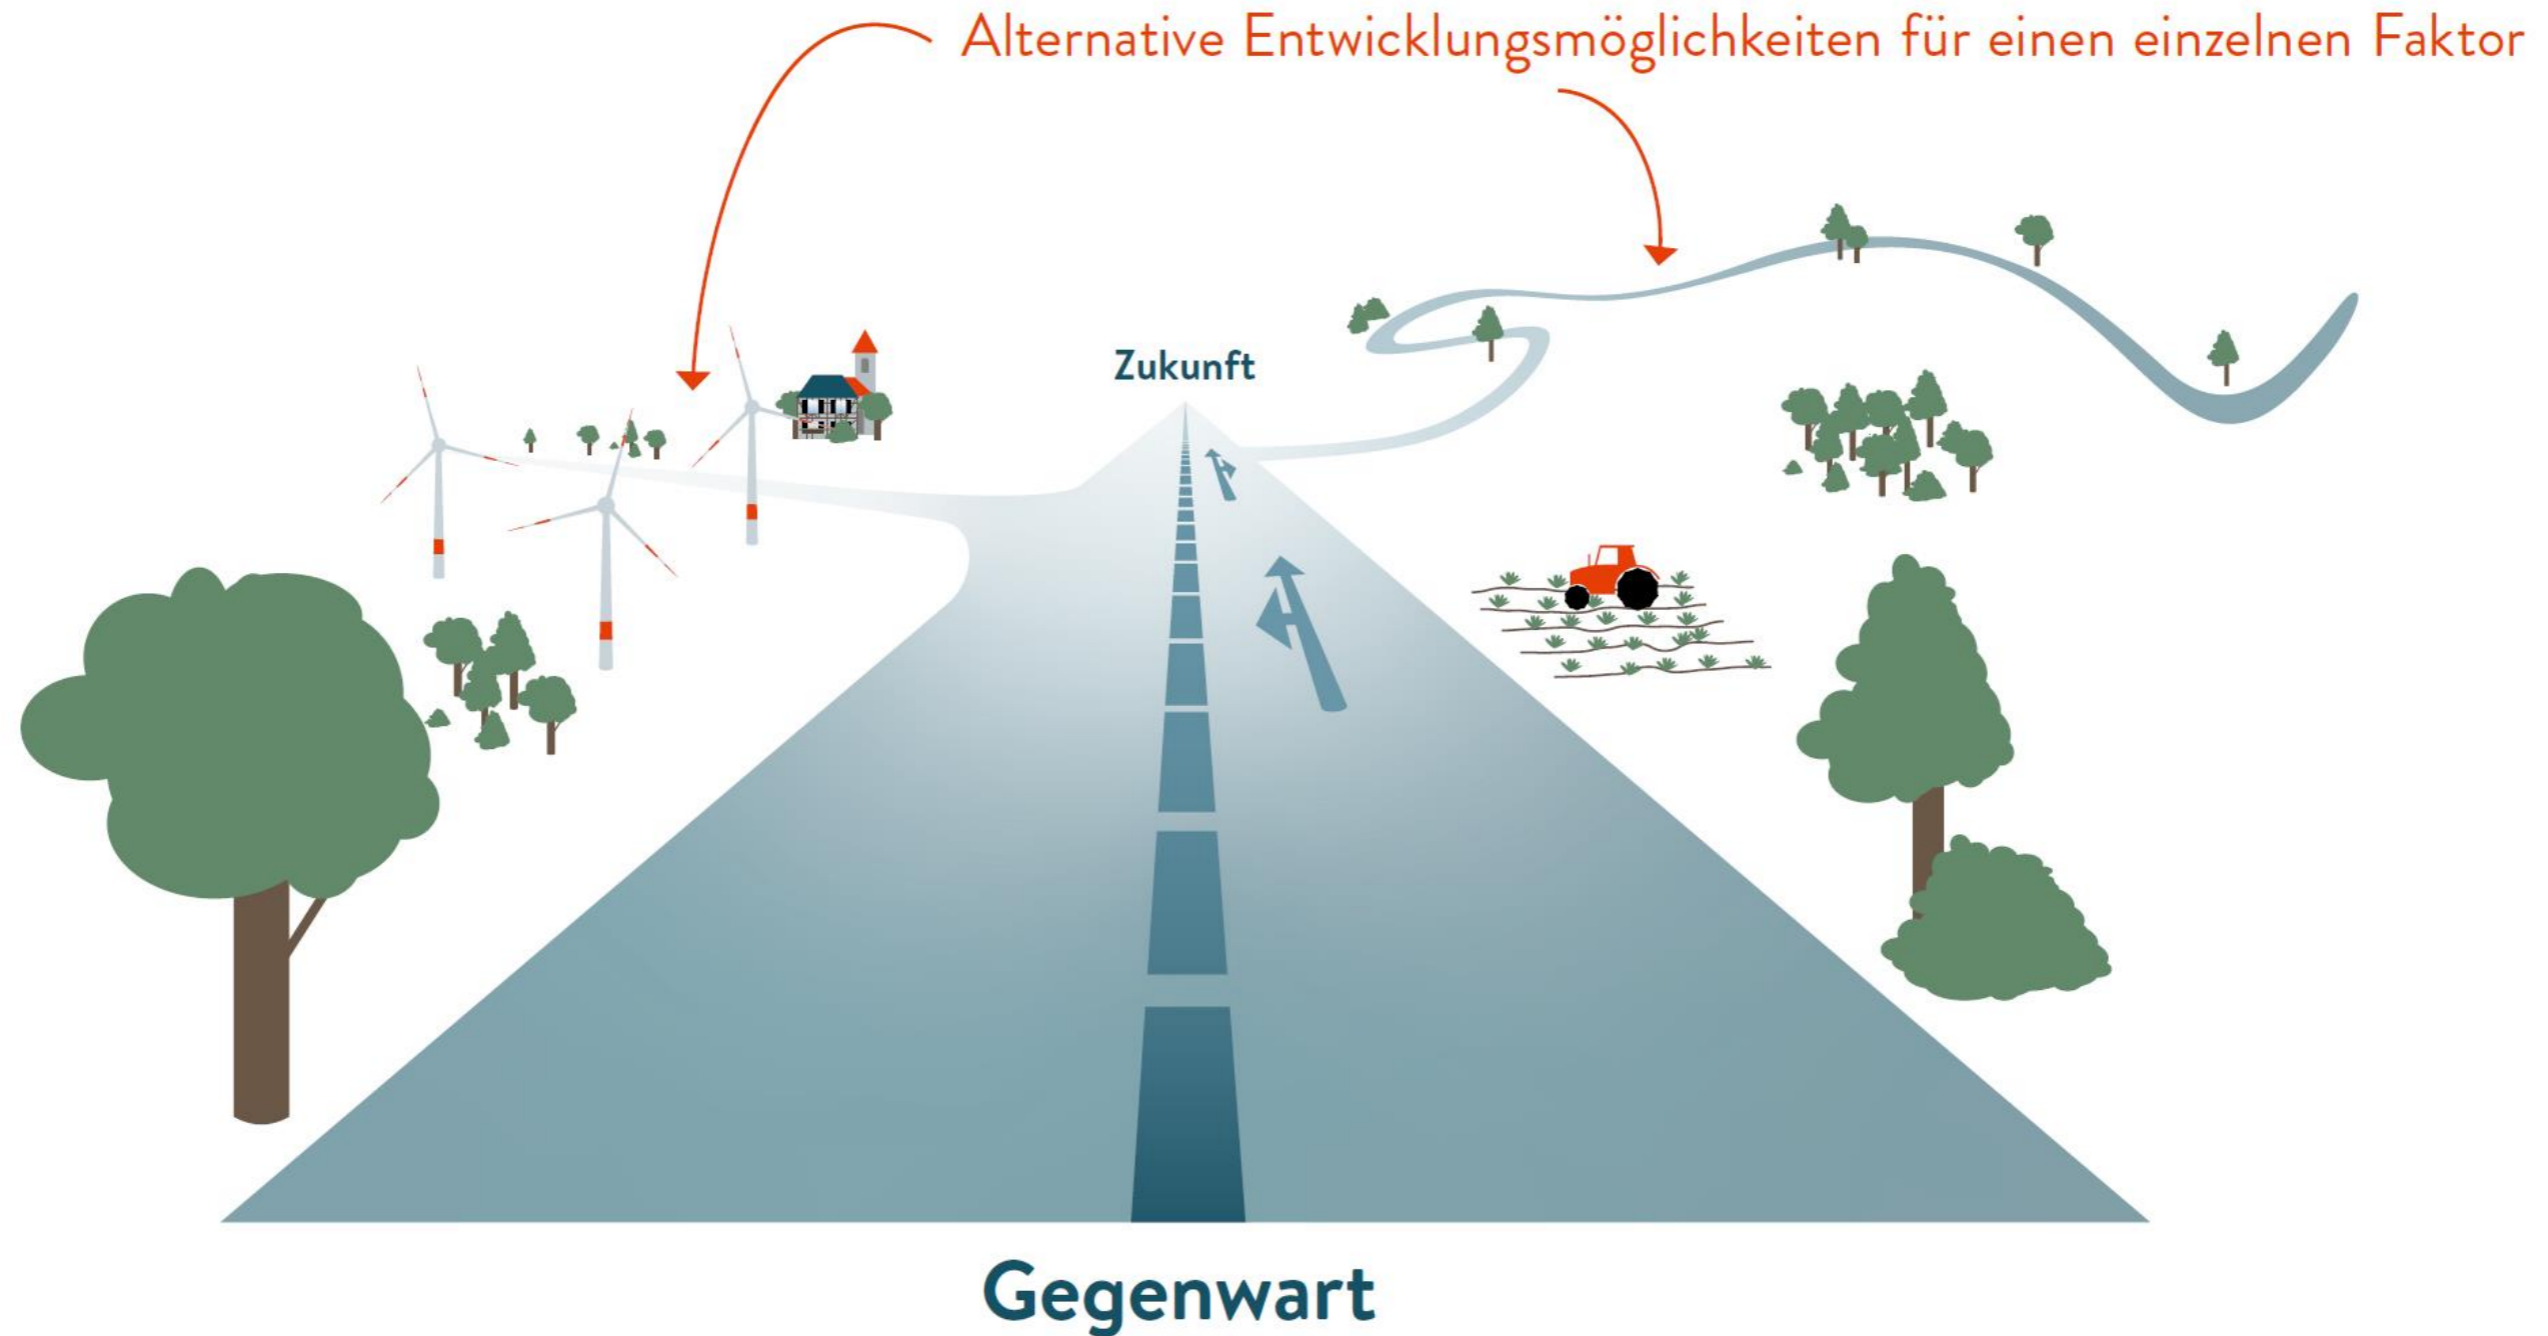 Alternative Entwicklungsmöglichkeiten für einen einzelnen Faktor
Zukunft
Gegenwart